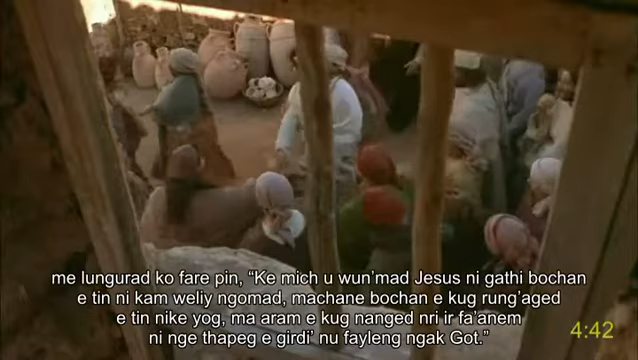 me lungurad ko fare pin, “Ke mich u wun’mad Jesus ni gathi bochan
e tin ni kam weliy ngomad, machane bochan e kug rung’aged
e tin nike yog, ma aram e kug nanged nri ir fa’anem
ni nge thapeg e girdi’ nu fayleng ngak Got.”
4:42